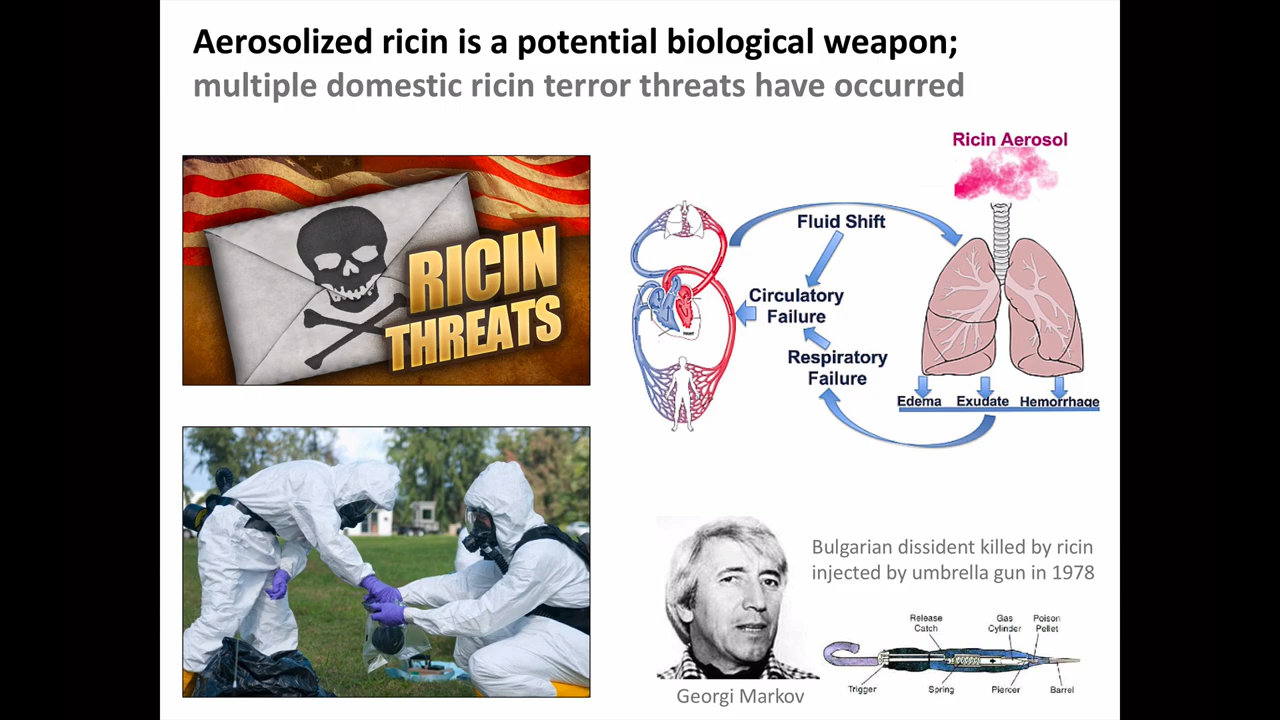 Aerosolized ricin is a potential biological weapon;
multiple domestic ricin terror threats have occurred
RICIN
THREATS
Ricin Aerosol
Fluid Shift
Circulatory
Failure
Respiratory
Failure
Edema Exudate Hemorrhage
Bulgarian dissident killed by ricin
injected by umbrella gun in 1978
Georgi Markov
Release
Catch
Gas
Cylinder
Poison
Pellet
Trigger
Spring
Piercer
Barrel